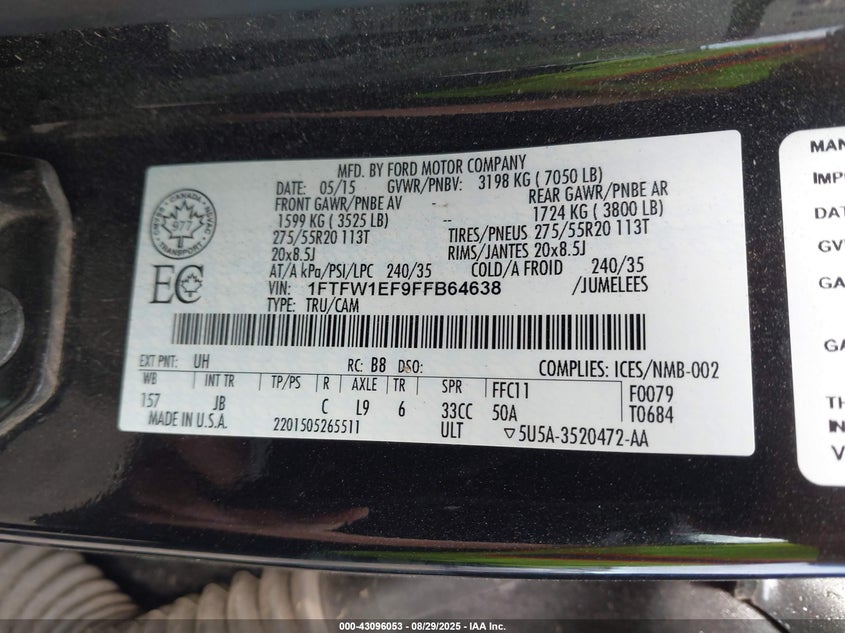 MFD. BY FORD MOTOR COMPANY
DATE: 05/15 GVWR/PNBV: 3198 KG ( 7050 LB)
FRONT GAWR/PNBE AV - REAR GAWR/PNBE AR
1599 KG ( 3525 LB) -- 1724 KG ( 3800 LB)
275/55R20 113T TIRES/PNEUS 275/55R20 113T
20x8.5J RIMS/JANTES 20x8.5J
AT/A kPa/PSI/LPC 240/35 COLD/A FROID 240/35
VIN: 1FTFW1EF9FFB64638 /JUMELEES
TYPE: TRU/CAM
CANADA
977
TRANSPORT
EC
EXT PNT: UH RC: B8 DSO: COMPLIES: ICES/NMB-002
WB INT TR TP/PS R AXLE TR SPR FFC11 F0079
157 JB C L9 6 33CC 50A T0684
MADE IN U.S.A. 2201505265511 ULT ▽5U5A-3520472-AA
MAN
IMPO
DAT
GV
GA
GA
TH
IN
V
000-43096053 - 08/29/2025 - IAA Inc.